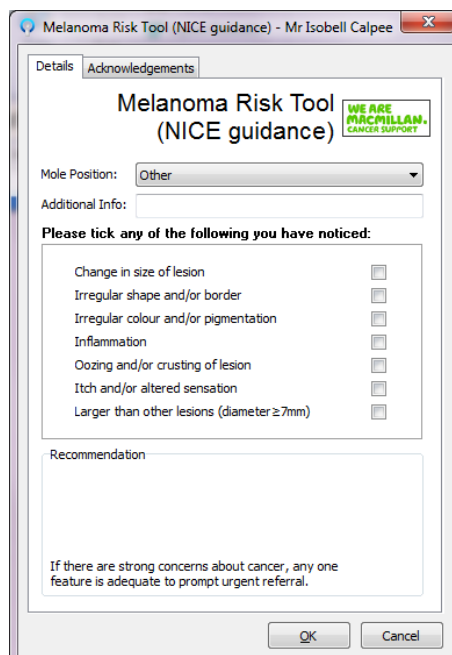 Melanoma Risk Tool (NICE guidance) - Mr Isobell Calpee
Details
Acknowledgements
Melanoma Risk Tool
(NICE guidance)
WE ARE
MACMILLAN.
CANCER SUPPORT
Mole Position:
Other
Additional Info:
Please tick any of the following you have noticed:
Change in size of lesion
Irregular shape and/or border
Irregular colour and/or pigmentation
Inflammation
Oozing and/or crusting of lesion
Itch and/or altered sensation
Larger than other lesions (diameter≥7mm)
Recommendation
If there are strong concerns about cancer, any one
feature is adequate to prompt urgent referral.
OK
Cancel